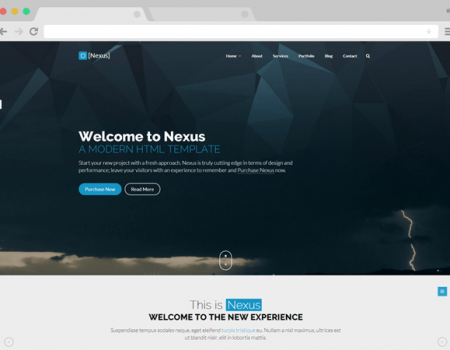 [Nexus]
Home About Services Portfolio Blog Contact
Welcome to Nexus
A MODERN HTML TEMPLATE
Start your new project with a fresh approach. Nexus is truly cutting edge in terms of design and
performance; leave your visitors with an experience to remember and Purchase Nexus now.
Purchase Now Read More
This is Nexus
WELCOME TO THE NEW EXPERIENCE
Suspendisse tempus sodales neque, eget eleifend turpis tristique eu. Nullam a nisl maximus, ultrices est
ut blandit nisl, elit in lobortis mattis.